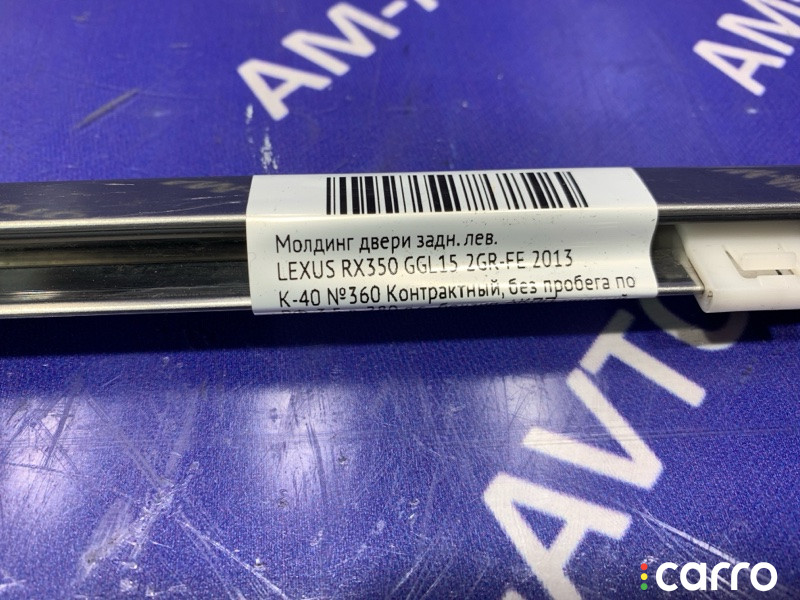 AM-A
AM-A
Молдинг двери задн. лев.
LEXUS RX350 GGL15 2GR-FE 2013
К-40 №360 Контрактный, без пробега по
AM-AVTO
carro